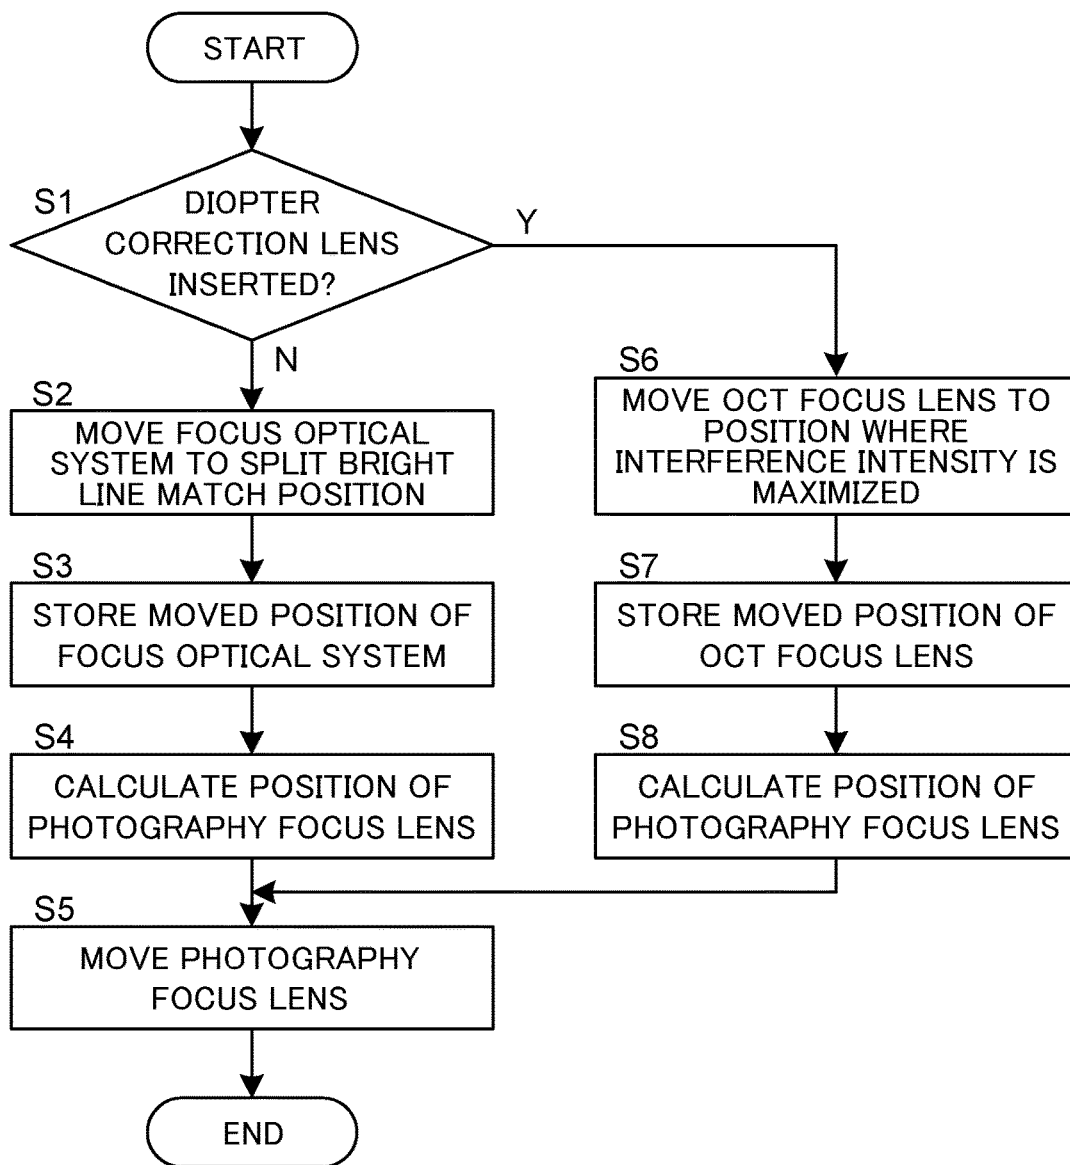 START
S1
DIOPTER
CORRECTION LENS
INSERTED?
Y
N
S2
MOVE FOCUS OPTICAL
SYSTEM TO SPLIT BRIGHT
LINE MATCH POSITION
S3
STORE MOVED POSITION OF
FOCUS OPTICAL SYSTEM
S4
CALCULATE POSITION OF
PHOTOGRAPHY FOCUS LENS
S6
MOVE OCT FOCUS LENS TO
POSITION WHERE
INTERFERENCE INTENSITY IS
MAXIMIZED
S7
STORE MOVED POSITION OF
OCT FOCUS LENS
S8
CALCULATE POSITION OF
PHOTOGRAPHY FOCUS LENS
S5
MOVE PHOTOGRAPHY
FOCUS LENS
END